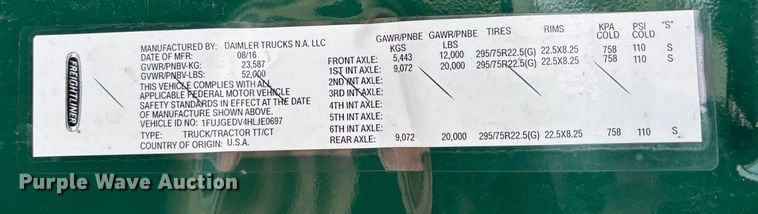 FREIGHTLINER
MANUFACTURED BY: DAIMLER TRUCKS N.A. LLC
DATE OF MFR: 08/16
GVWR/PNBV-KG: 23,587
GVWR/PNBV-LBS: 52,000
THIS VEHICLE COMPLIES WITH ALL
APPLICABLE FEDERAL MOTOR VEHICLE
SAFETY STANDARDS IN EFFECT AT THE DATE
OF MANUFACTURE SHOWN ABOVE.
VEHICLE ID NO: 1FUJGEDV4HLJE0697
TYPE: TRUCK/TRACTOR TT/CT
COUNTRY OF ORIGIN: U.S.A.
GAWR/PNBE KGS GAWR/PNBE LBS TIRES RIMS KPA COLD PSI COLD "S"
FRONT AXLE: 5,443 12,000 295/75R22.5(G) 22.5X8.25 758 110 S
1ST INT AXLE: 9,072 20,000 295/75R22.5(G) 22.5X8.25 758 110 S
2ND INT AXLE:
3RD INT AXLE:
4TH INT AXLE:
5TH INT AXLE:
6TH INT AXLE:
REAR AXLE: 9,072 20,000 295/75R22.5(G) 22.5X8.25 758 110 S
Purple Wave Auction